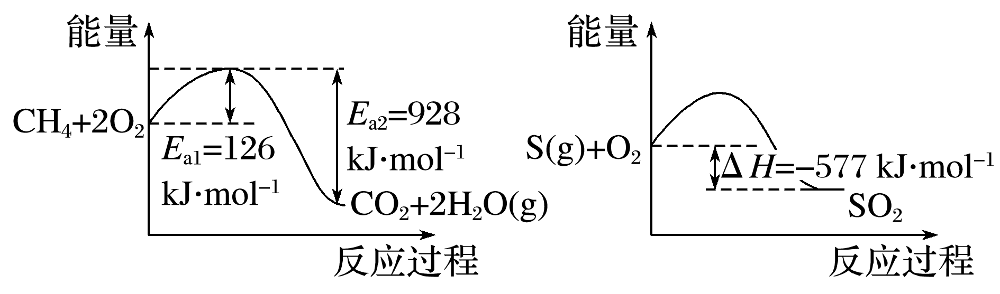 能量
CH₄+2O₂
Eₐ₁=126
kJ·mol⁻¹
Eₐ₂=928
kJ·mol⁻¹
CO₂+2H₂O(g)
反应过程
能量
S(g)+O₂
Δ H=−577 kJ·mol⁻¹
SO₂
反应过程